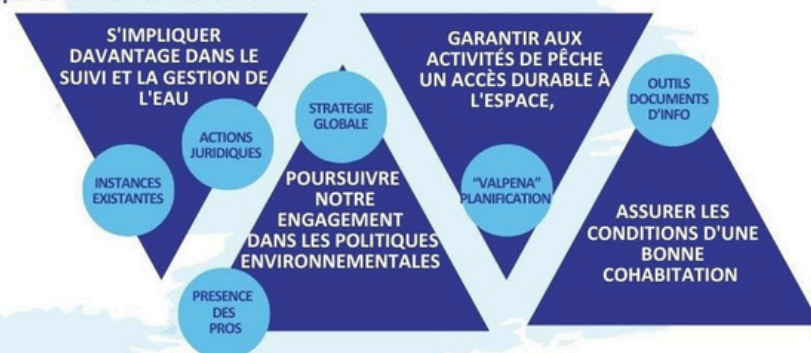 S'IMPLIQUER
DAVANTAGE DANS LE
SUIVI ET LA GESTION DE
L'EAU
ACTIONS
JURIDIQUES
INSTANCES
EXISTANTES
STRATEGIE
GLOBALE
POURSUIVRE
NOTRE
ENGAGEMENT
DANS LES POLITIQUES
ENVIRONNEMENTALES
PRESENCE
DES
PROS
GARANTIR AUX
ACTIVITÉS DE PÊCHE
UN ACCÈS DURABLE À
L'ESPACE,
"VALPENA"
PLANIFICATION
OUTILS
DOCUMENTS
D'INFO
ASSURER LES
CONDITIONS D'UNE
BONNE
COHABITATION